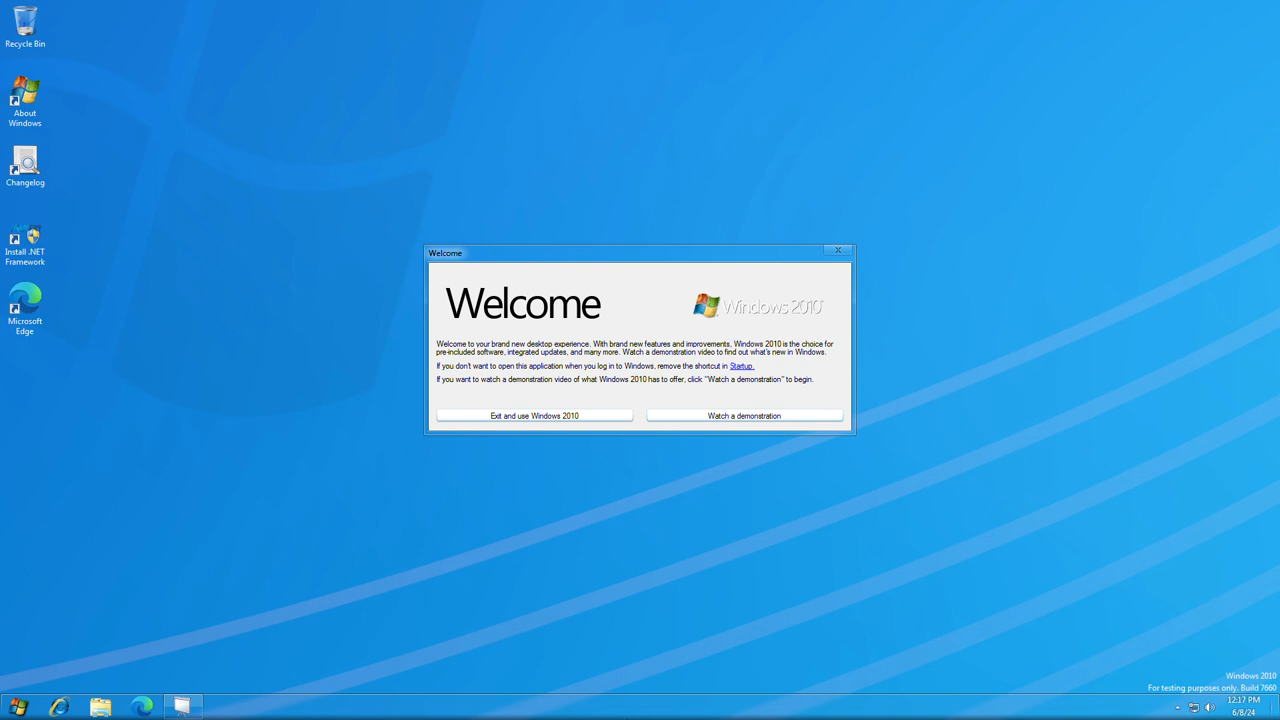 Recycle Bin
About
Windows
Changelog
Install .NET
Framework
Microsoft
Edge
Welcome
X
Welcome
Windows 2010
Welcome to your brand new desktop experience. With brand new features and improvements, Windows 2010 is the choice for
pre-included software, integrated updates, and many more. Watch a demonstration video to find out what's new in Windows.
If you don't want to open this application when you log in to Windows, remove the shortcut in Startup.
If you want to watch a demonstration video of what Windows 2010 has to offer, click "Watch a demonstration" to begin.
Exit and use Windows 2010
Watch a demonstration
Windows 2010
For testing purposes only. Build 7660
12:17 PM
6/8/24